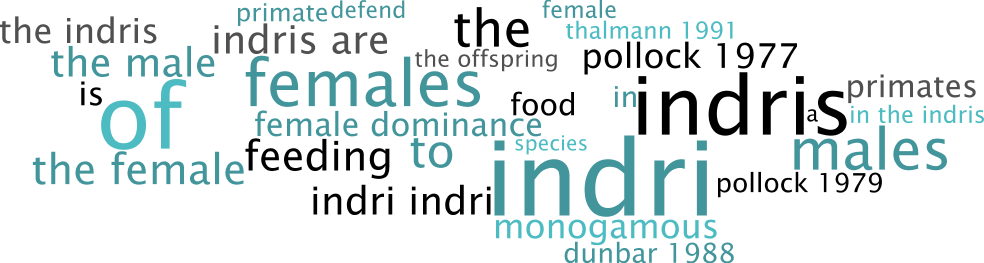 primate
defend
female
the indris
indris are
the
thalmann 1991
the male
the offspring
pollock 1977
is
females
primates
of
food
in
indris
a
in the indris
female dominance
species
males
the female
feeding
to
indri
pollock 1979
indri indri
monogamous
dunbar 1988